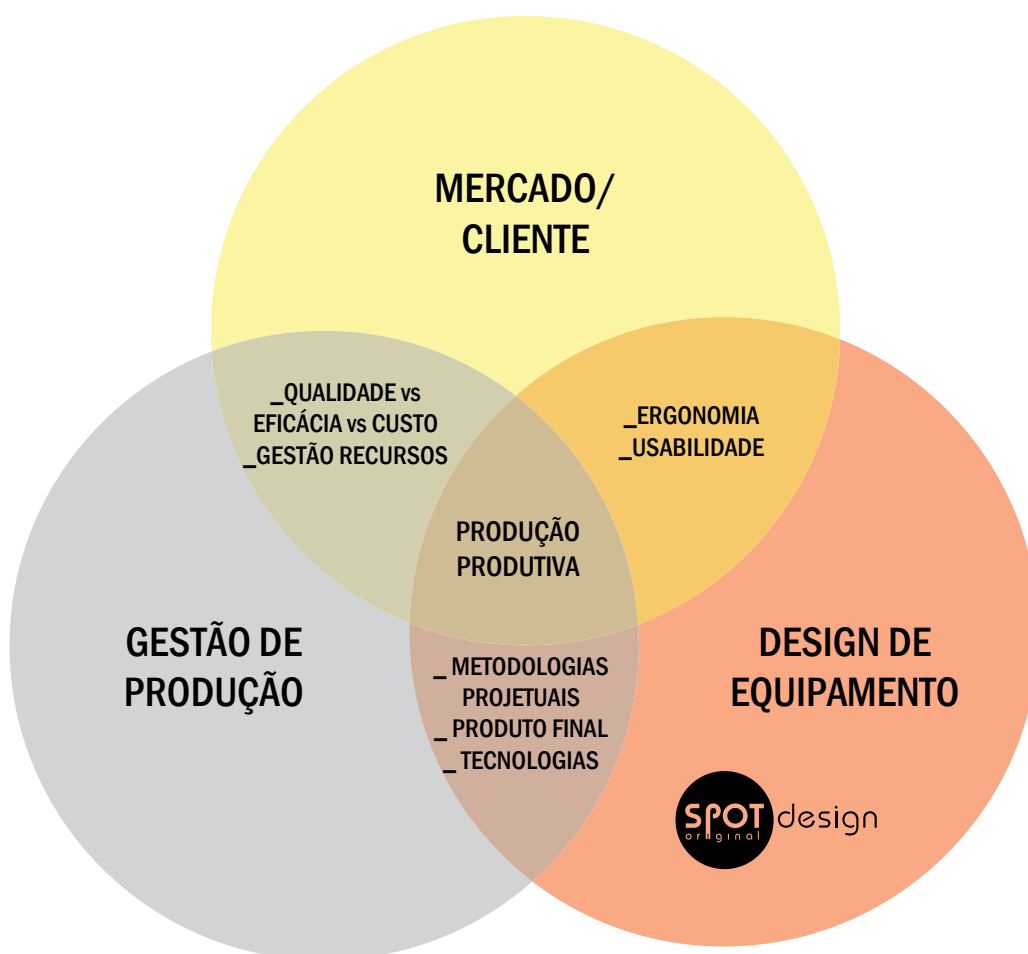 MERCADO/
CLIENTE
_QUALIDADE vs
EFICÁCIA vs CUSTO
_GESTÃO RECURSOS
_ERGONOMIA
_USABILIDADE
PRODUÇÃO
PRODUTIVA
GESTÃO DE
PRODUÇÃO
_ METODOLOGIAS
PROJETUAIS
_ PRODUTO FINAL
_ TECNOLOGIAS
DESIGN DE
EQUIPAMENTO
SPOT design
original